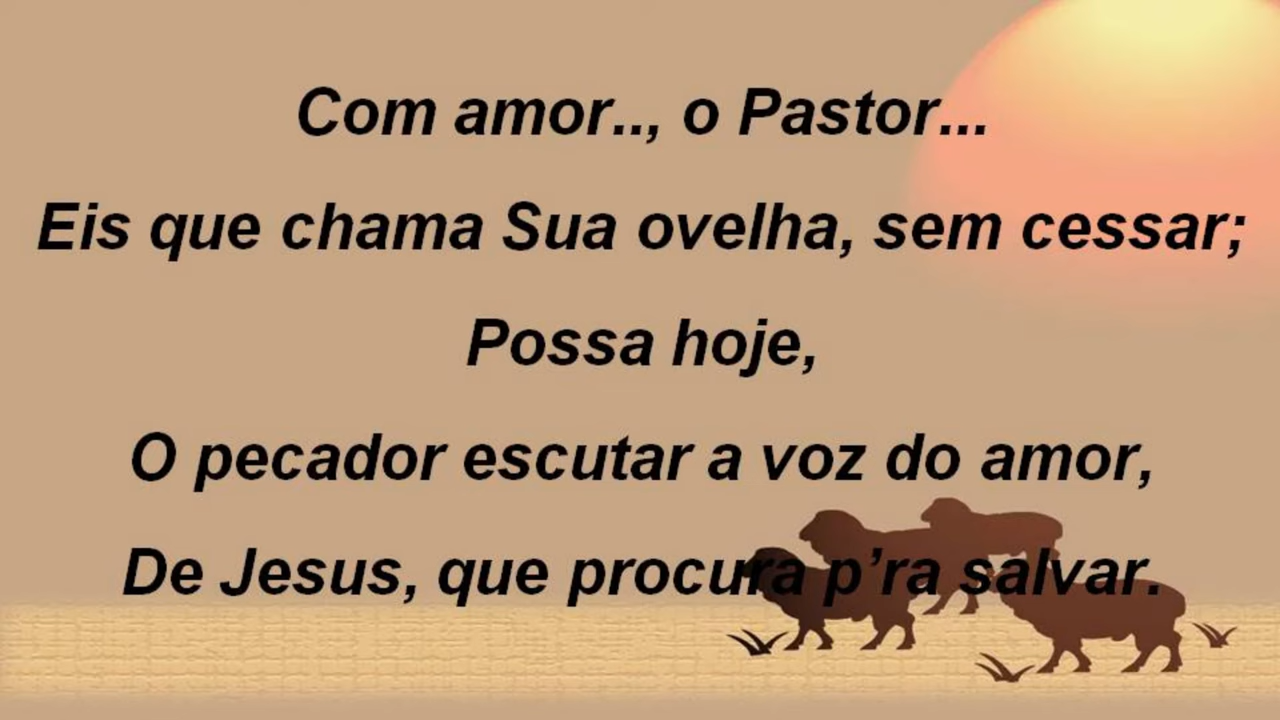 Com amor.., o Pastor...
Eis que chama Sua ovelha, sem cessar;
Possa hoje,
O pecador escutar a voz do amor,
De Jesus, que procura p’ra salvar.